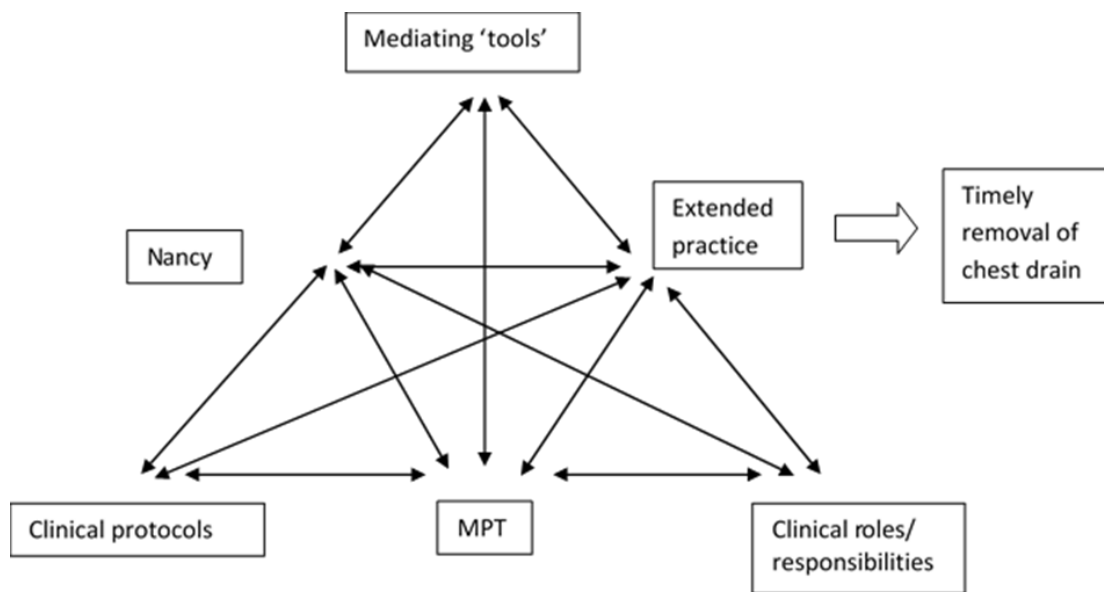 Mediating ‘tools’
Nancy
Extended
practice
Timely
removal of
chest drain
Clinical protocols
MPT
Clinical roles/
responsibilities